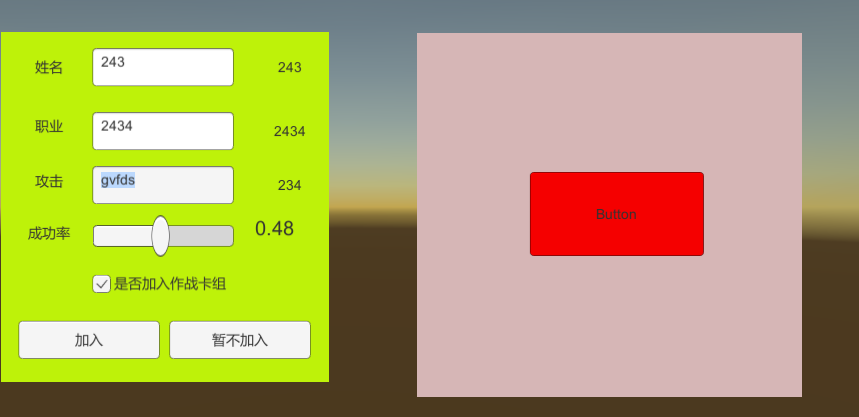 姓名 243 243
职业 2434 2434
攻击 gvfds 234
成功率 0.48
是否加入作战卡组
加入 暂不加入
Button